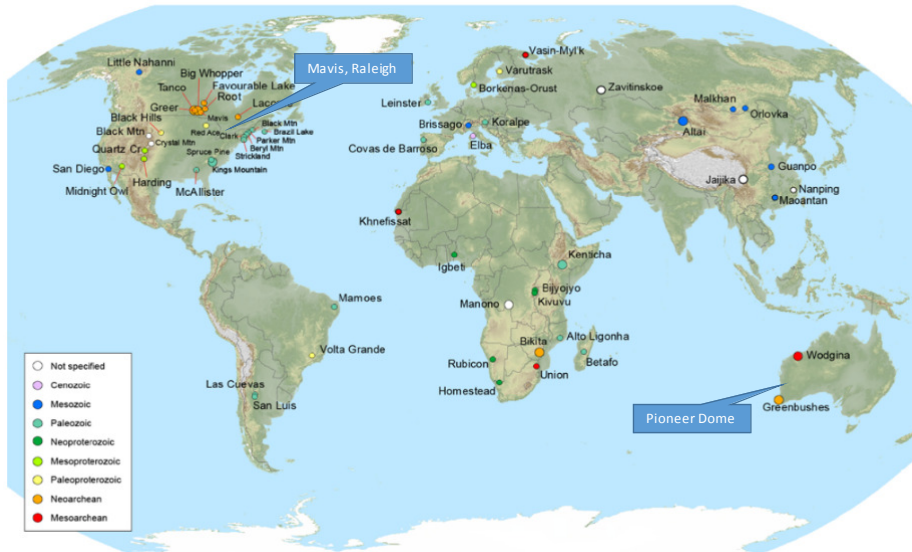 Little Nahanni
Big Whopper
Tanco
Favourable Lake
Root
Greer
Mavis
Black Hills
Red Ace
Clark
Black Mtn
Brazil Lake
Parker Mtn
Beryl Mtn
Strickland
Black Mtn
Crystal Mtn
Quartz Cr
Spruce Pine
Kings Mountain
San Diego
Midnight Owl
Harding
McAllister
Mavis, Raleigh
Vasin-Myl'k
Varutrask
Borkenas-Orust
Zavitinskoe
Leinster
Brissago
Koralpe
Elba
Covas de Barroso
Malkhan
Orlovka
Altai
Guanpo
Jaijika
Nanping
Maoantan
Khnefissat
Igbeti
Kenticha
Bijyojyo
Kivuvu
Manono
Bikita
Alto Ligonha
Betafo
Rubicon
Union
Homestead
Mamoes
Volta Grande
Las Cuevas
San Luis
Wodgina
Greenbushes
Pioneer Dome
Not specified
Cenozoic
Mesozoic
Paleozoic
Neoproterozoic
Mesoproterozoic
Paleoproterozoic
Neoarchean
Mesoarchean